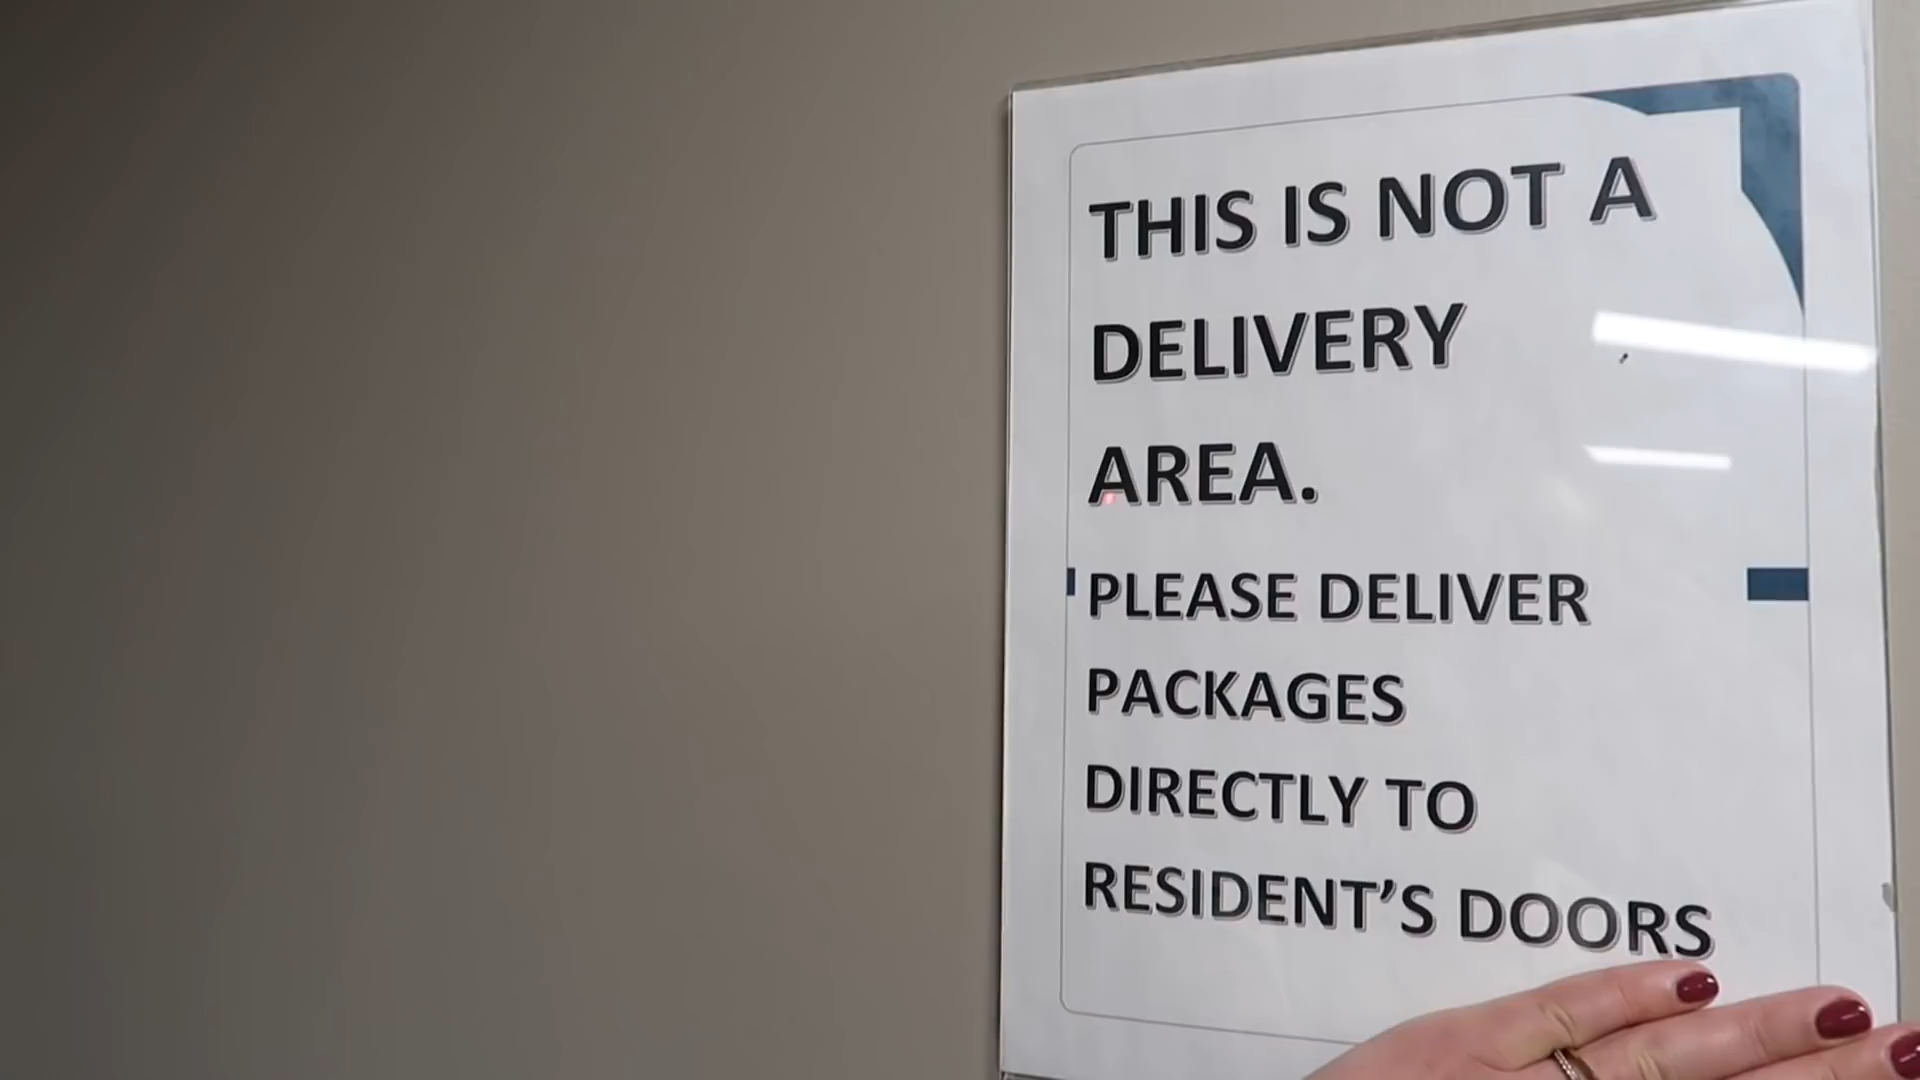 THIS IS NOT A
DELIVERY
AREA.
PLEASE DELIVER
PACKAGES
DIRECTLY TO
RESIDENT’S DOORS